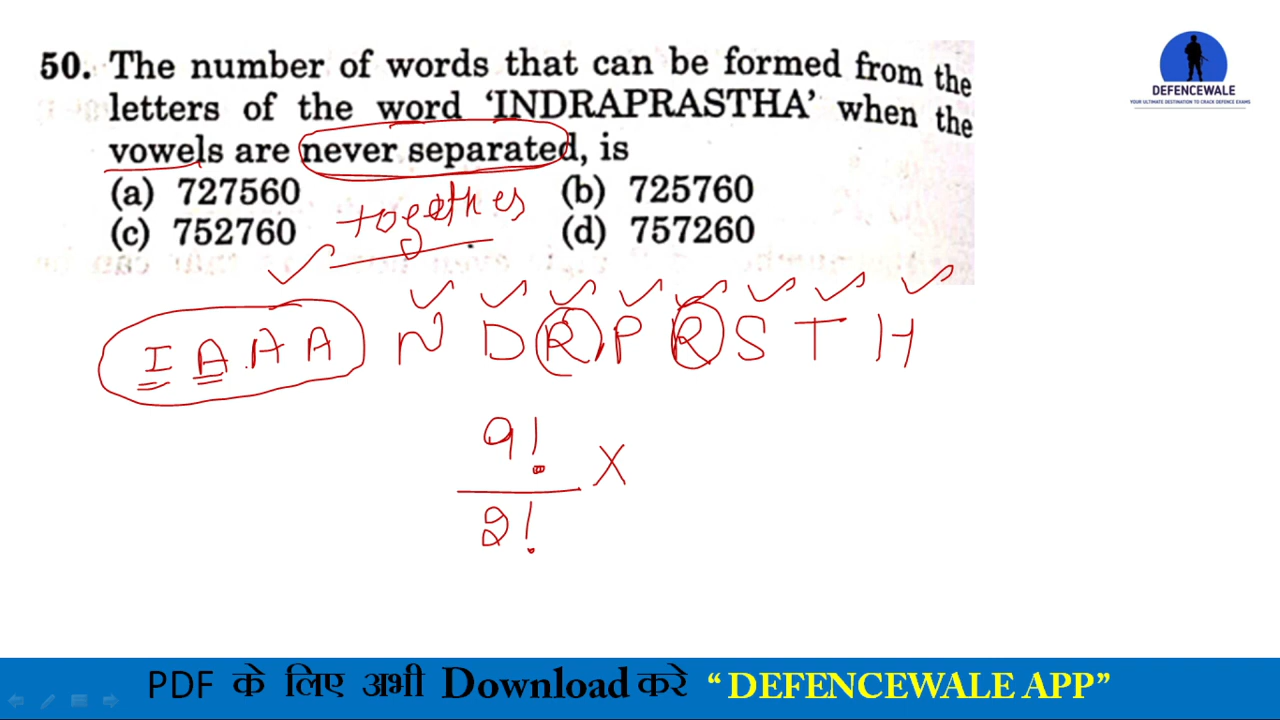 50. The number of words that can be formed from the
letters of the word ‘INDRAPRASTHA’ when the
vowels are never separated, is
(a) 727560 (b) 725760
(c) 752760 (d) 757260
together
I A A A N D R P R S T H
9!
2!
×
DEFENCEWALE
YOUR ULTIMATE DESTINATION TO CRACK DEFENCE EXAMS
PDF के लिए अभी Download करे “ DEFENCEWALE APP”